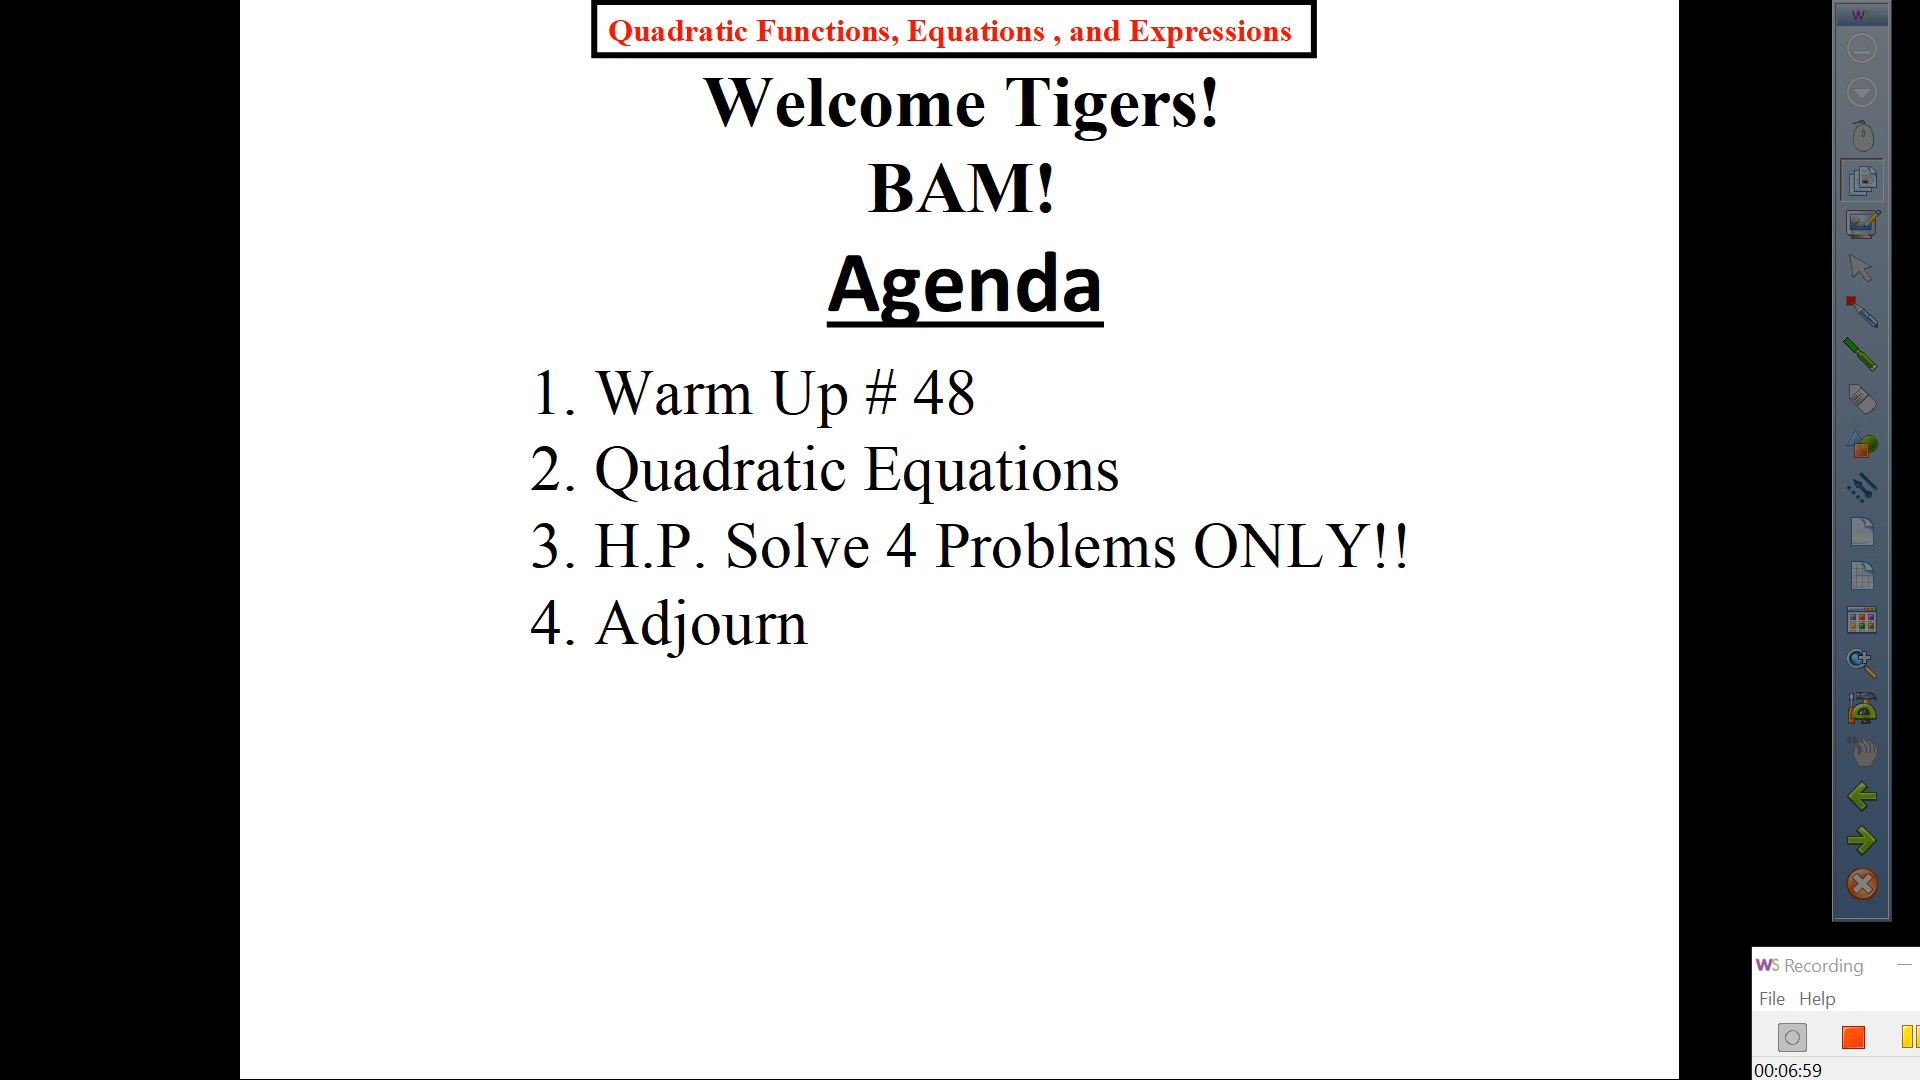 Quadratic Functions, Equations , and Expressions
Welcome Tigers!
BAM!
Agenda
1. Warm Up # 48
2. Quadratic Equations
3. H.P. Solve 4 Problems ONLY!!
4. Adjourn
WS
WS Recording
File Help
00:06:59